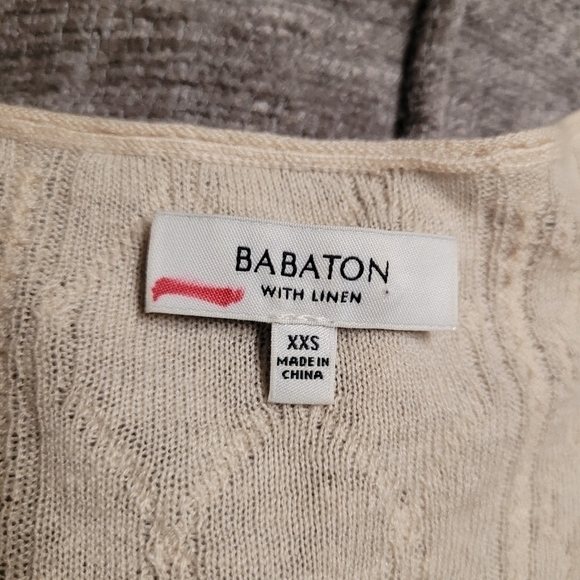 BABATON
WITH LINEN
XXS
MADE IN
CHINA